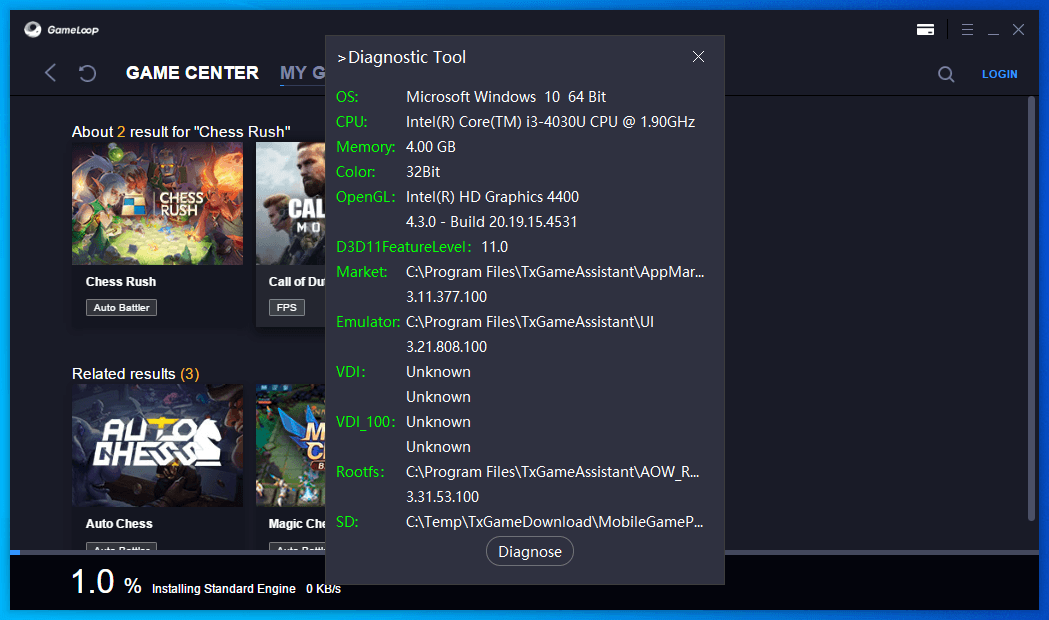 GameLoop
GAME CENTER
MY G
LOGIN
About 2 result for "Chess Rush"
CHESS RUSH
CAL
MO
Chess Rush
Auto Battler
Call of Du
FPS
Related results (3)
AUTO
CHESS
M
C
Auto Chess
Auto Battler
Magic Che
Auto Battl
1.0 % Installing Standard Engine 0 KB/s
>Diagnostic Tool
OS: Microsoft Windows 10 64 Bit
CPU: Intel(R) Core(TM) i3-4030U CPU @ 1.90GHz
Memory: 4.00 GB
Color: 32Bit
OpenGL: Intel(R) HD Graphics 4400
4.3.0 - Build 20.19.15.4531
D3D11FeatureLevel: 11.0
Market: C:\Program Files\TxGameAssistant\AppMar...
3.11.377.100
Emulator: C:\Program Files\TxGameAssistant\UI
3.21.808.100
VDI: Unknown
Unknown
VDI_100: Unknown
Unknown
Rootfs: C:\Program Files\TxGameAssistant\AOW_R...
3.31.53.100
SD: C:\Temp\TxGameDownload\MobileGameP...
Diagnose